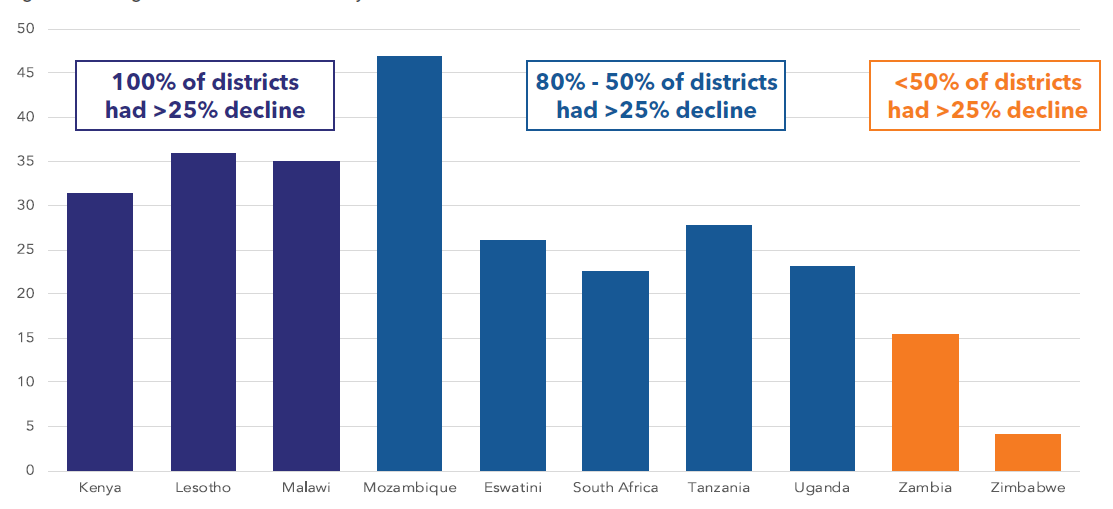 50
45
40
35
30
25
20
15
10
5
0
100% of districts
had >25% decline
80% - 50% of districts
had >25% decline
<50% of districts
had >25% decline
Kenya Lesotho Malawi Mozambique Eswatini South Africa Tanzania Uganda Zambia Zimbabwe